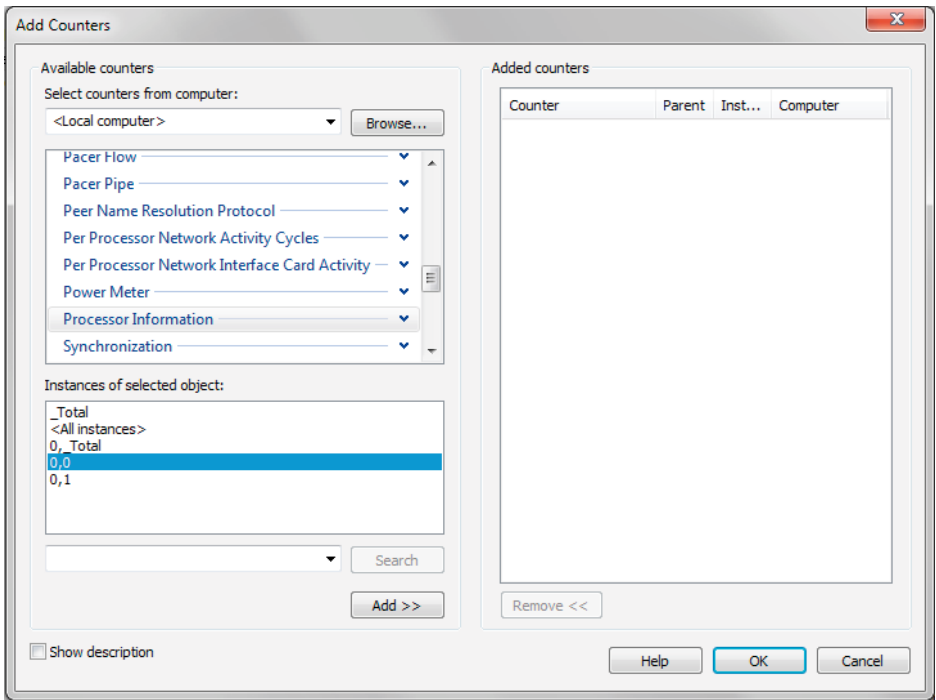 Add Counters
Available counters
Select counters from computer:
<Local computer>
Browse...
Pacer Flow
Pacer Pipe
Peer Name Resolution Protocol
Per Processor Network Activity Cycles
Per Processor Network Interface Card Activity
Power Meter
Processor Information
Synchronization
Instances of selected object:
_Total
<All instances>
0,_Total
0,0
0,1
Search
Add >>
Show description
Added counters
Counter Parent Inst... Computer
Remove <<
Help OK Cancel